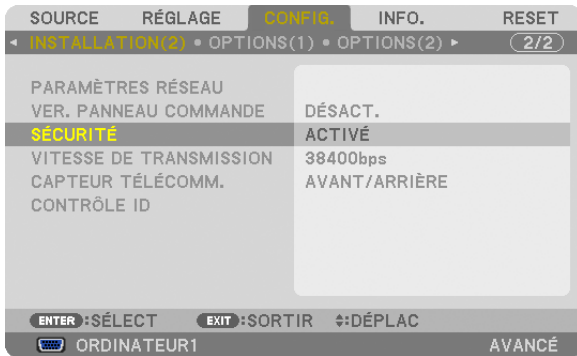 SOURCE RÉGLAGE CONFIG. INFO. RESET
◂ INSTALLATION(2) • OPTIONS(1) • OPTIONS(2) ▸ 2/2
PARAMÈTRES RÉSEAU
VER. PANNEAU COMMANDE DÉSACT.
SÉCURITÉ ACTIVÉ
VITESSE DE TRANSMISSION 38400bps
CAPTEUR TÉLÉCOMM. AVANT/ARRIÈRE
CONTRÔLE ID
ENTER :SÉLECT EXIT :SORTIR :DÉPLAC
ORDINATEUR1 AVANCÉ